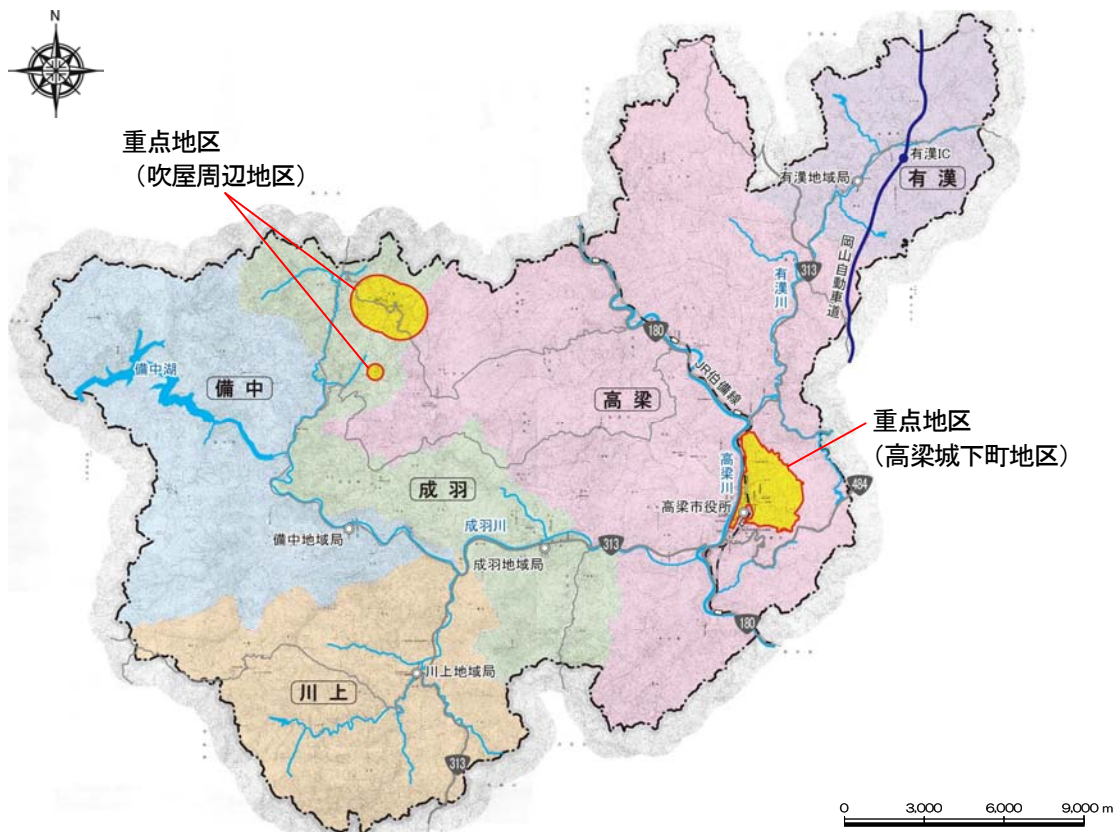 N
重点地区
(吹屋周辺地区)
有漢IC
有漢地域局
有漢
岡山自動車道
313
有漢川
180
JR伯備線
備中湖
備中
高梁
重点地区
(高梁城下町地区)
高梁川
484
成羽
高梁市役所
備中地域局
成羽川
成羽地域局
313
180
川上地域局
川上
313
0 3,000 6,000 9,000 m